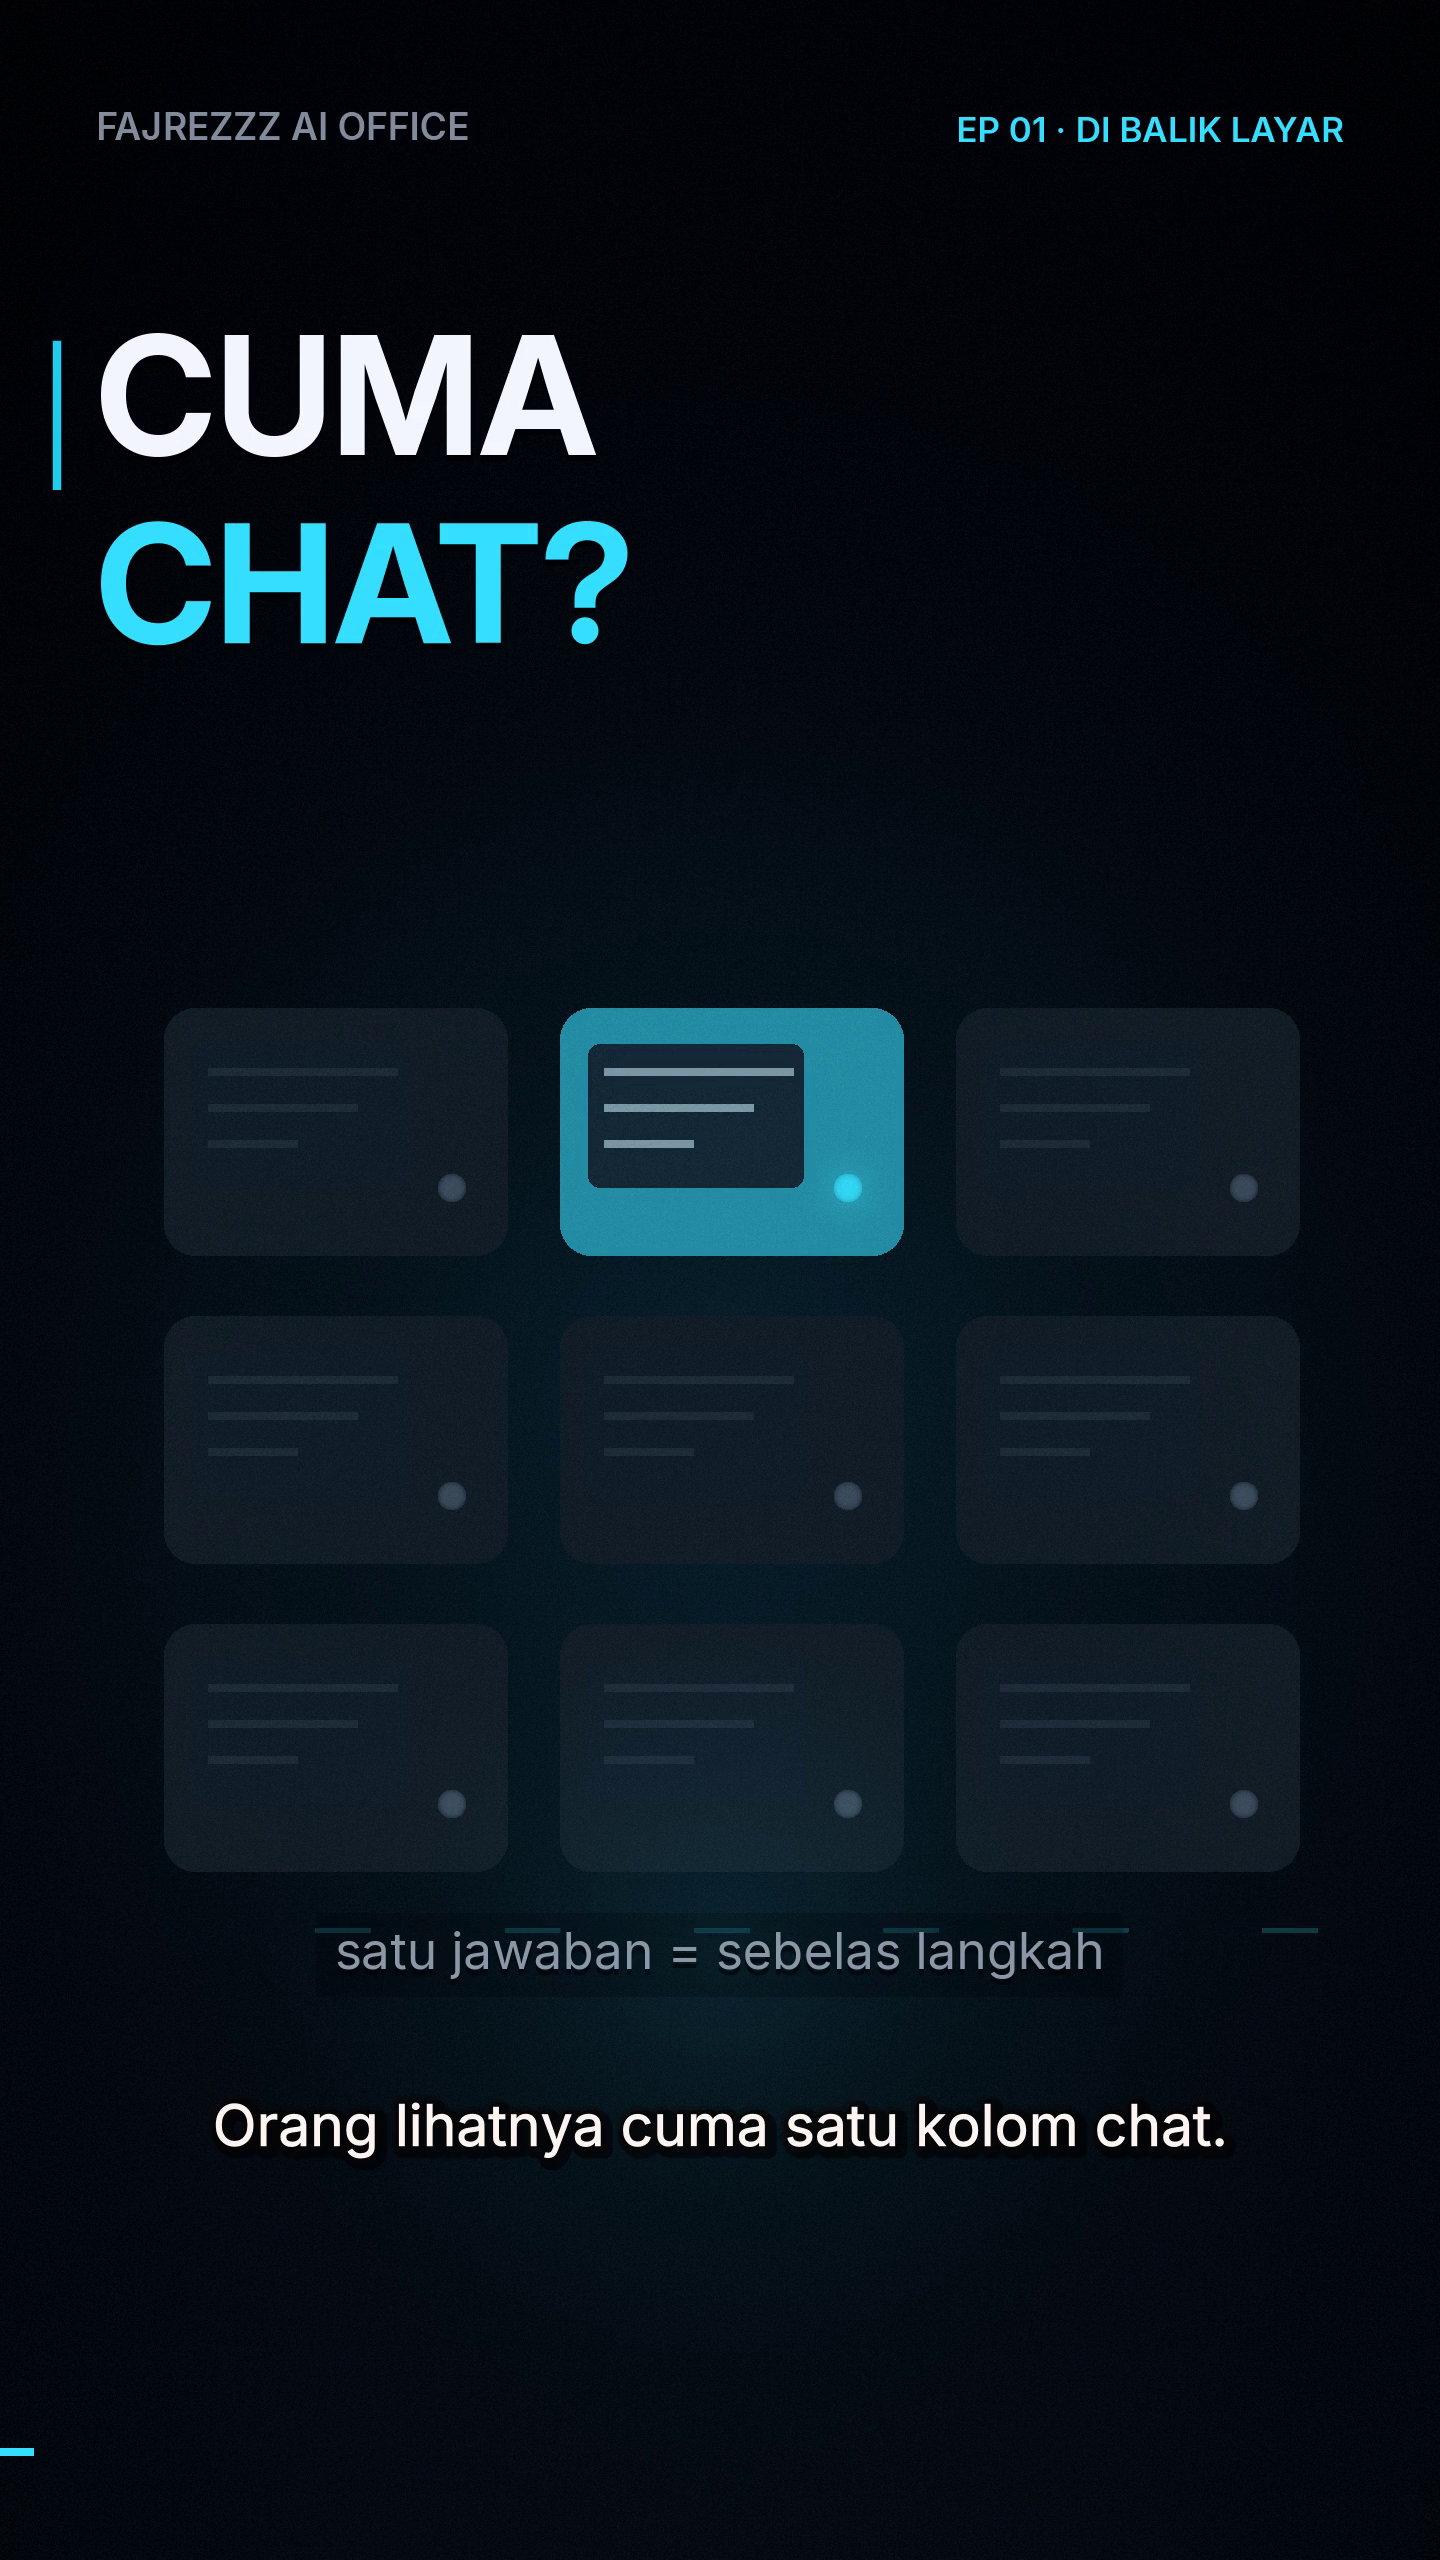 FAJREZZZ AI OFFICE
EP 01 · DI BALIK LAYAR
CUMA
CHAT?
satu jawaban = sebelas langkah
Orang lihatnya cuma satu kolom chat.